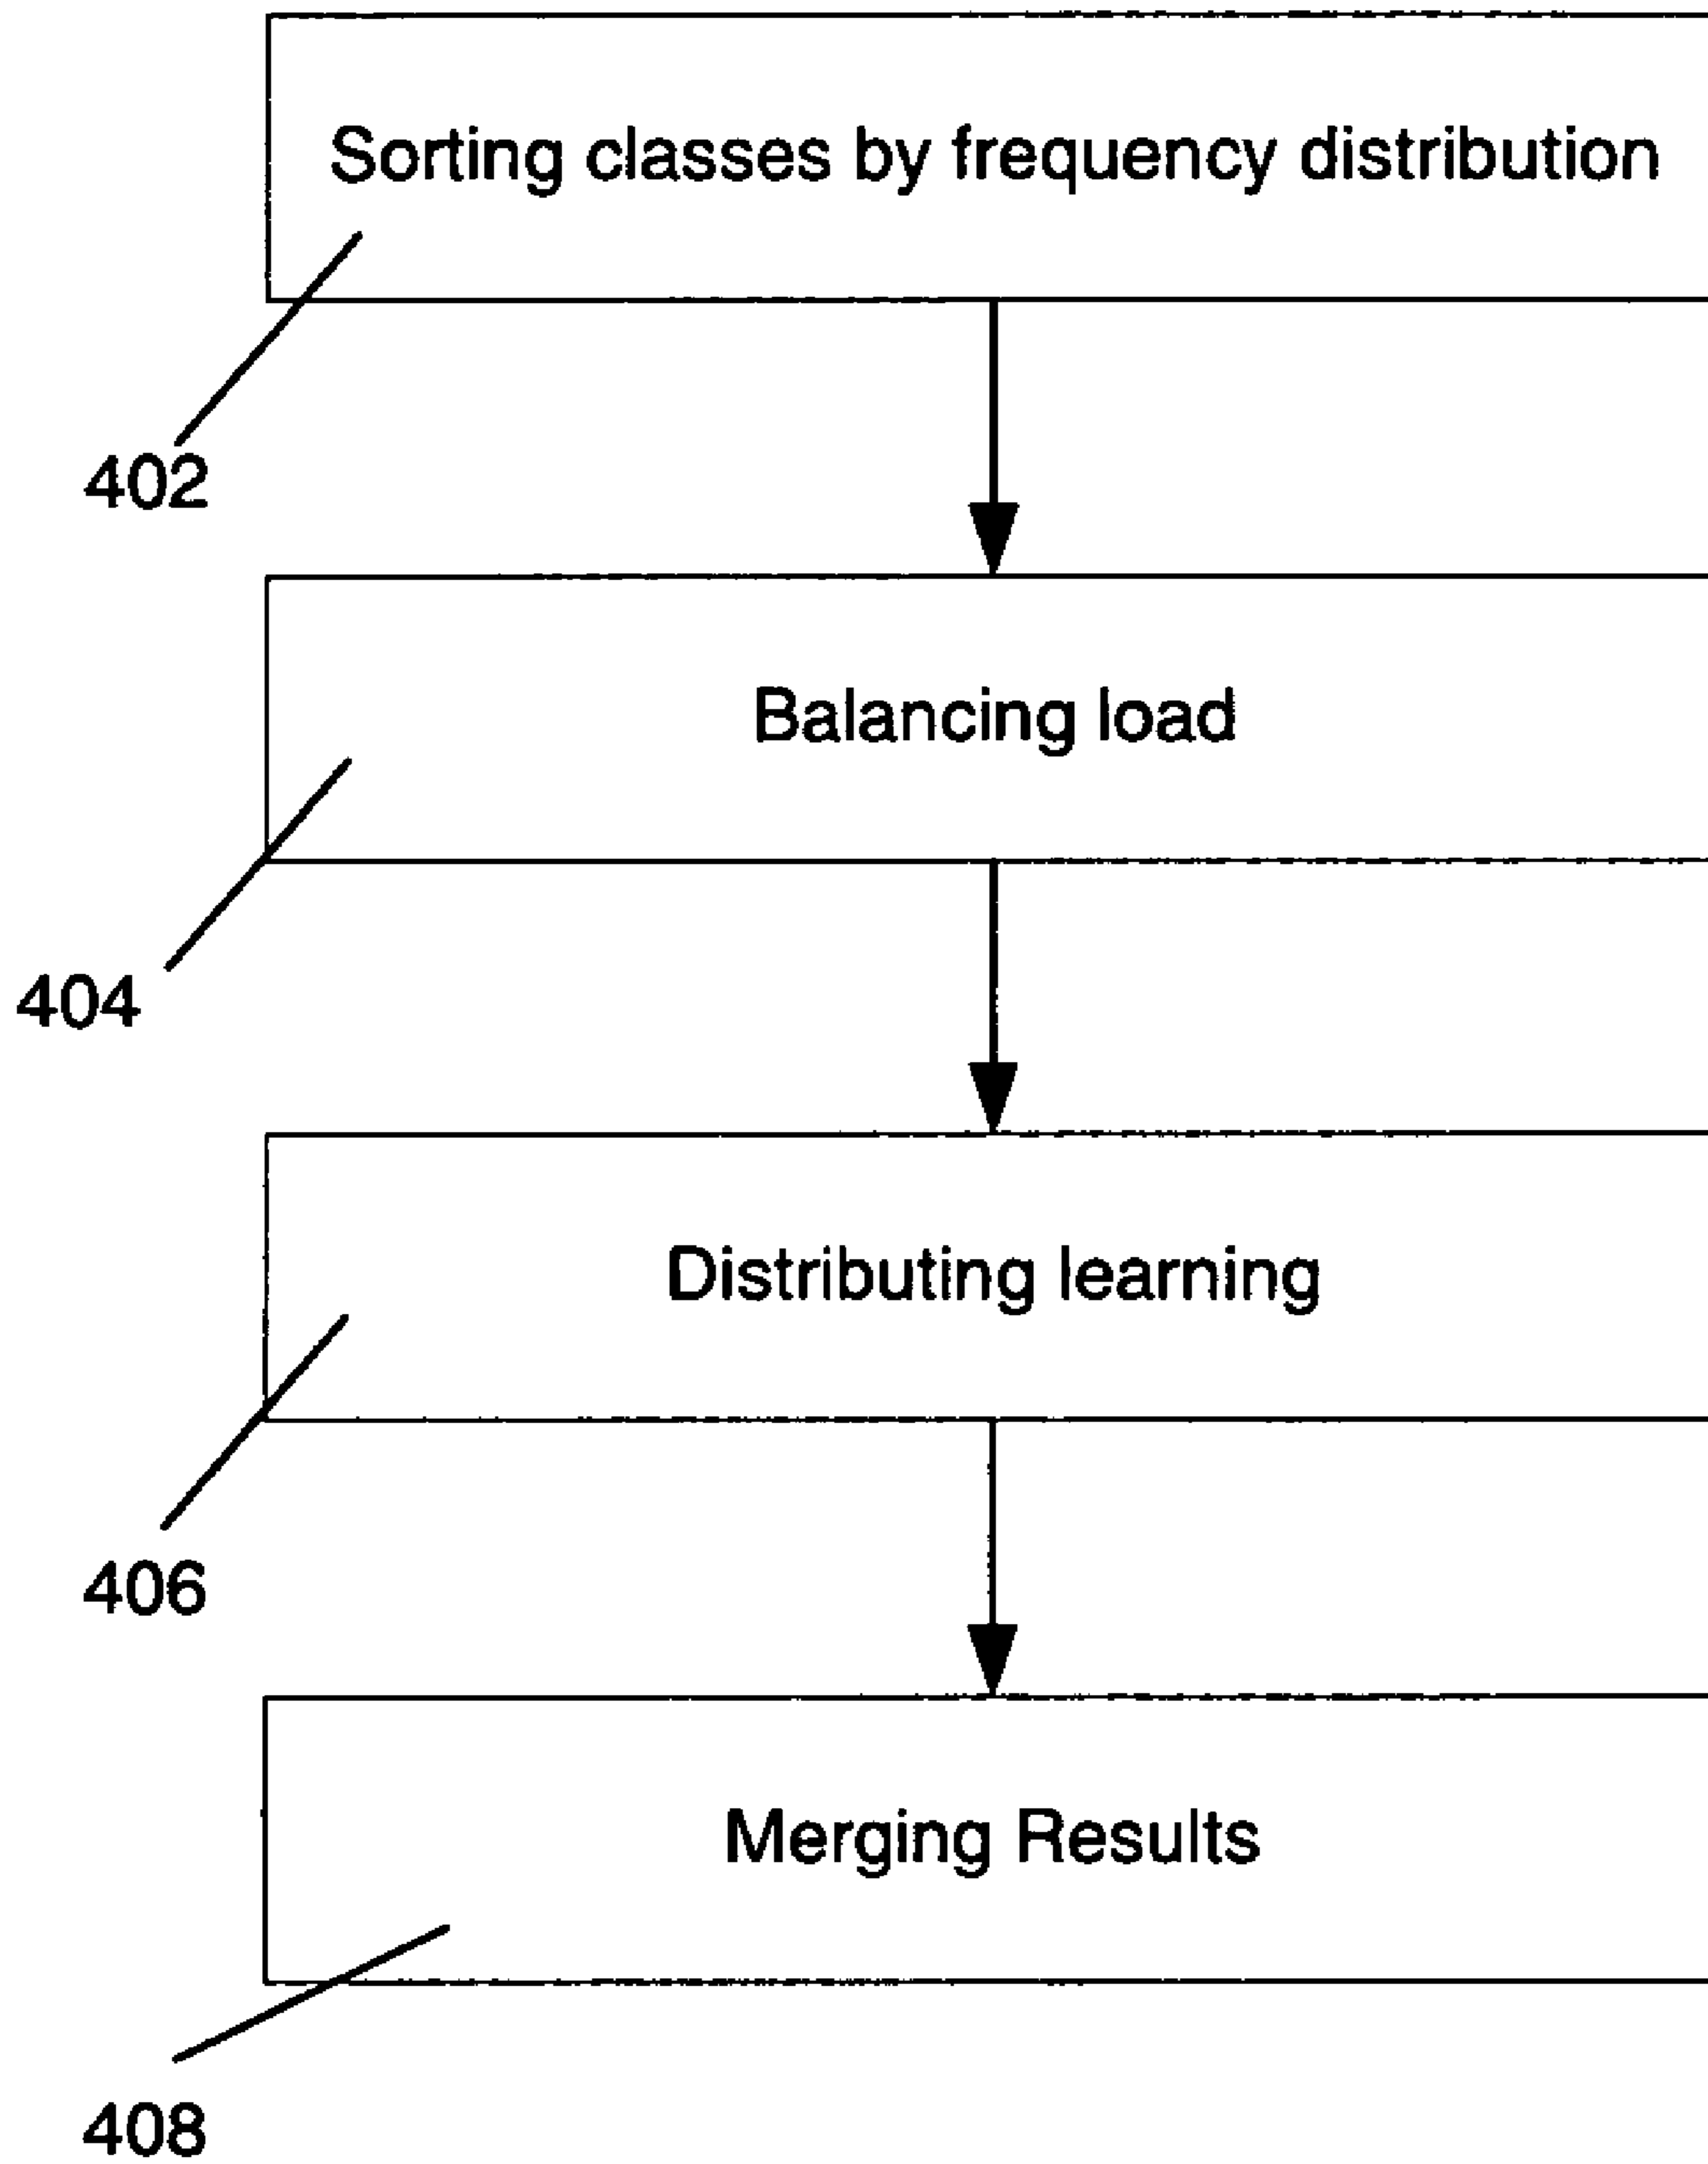 Sorting classes by frequency distribution
402
Balancing load
404
Distributing learning
406
Merging Results
408